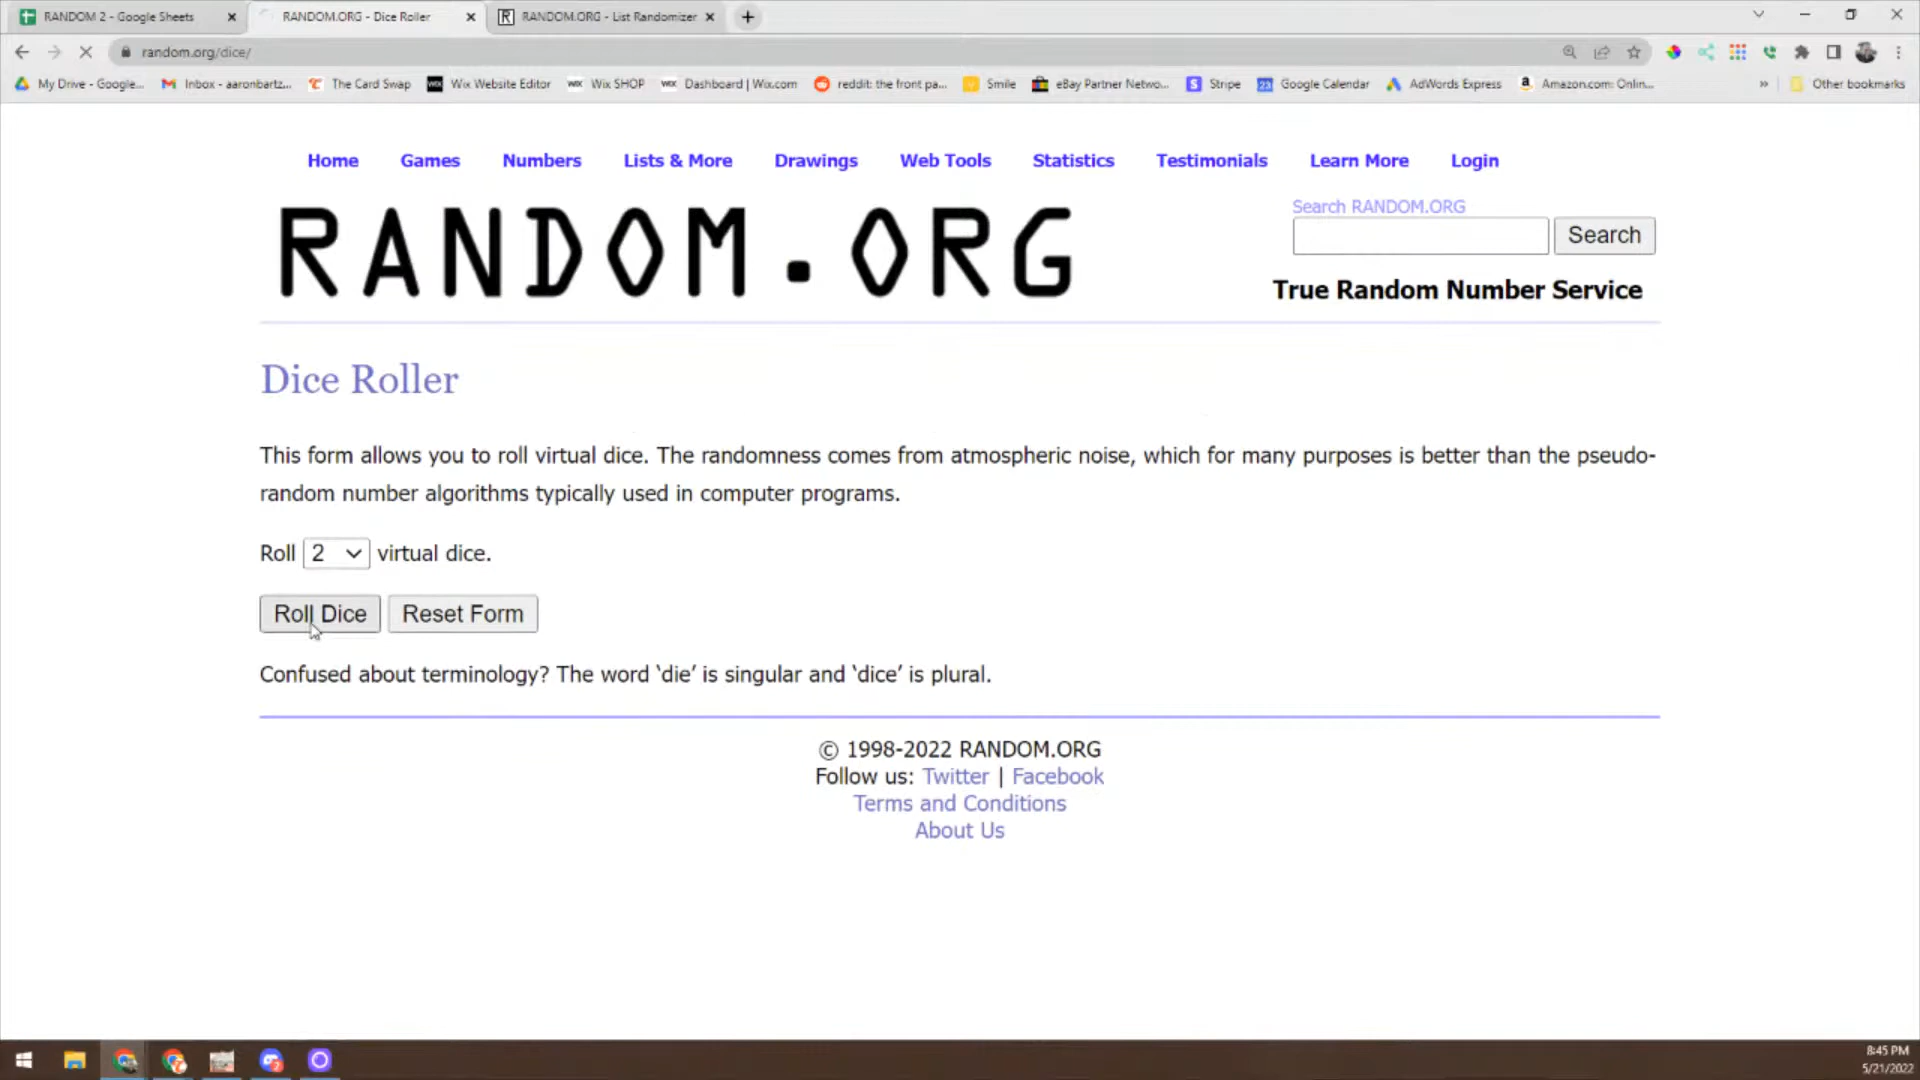 RANDOM 2 - Google Sheets
RANDOM.ORG - Dice Roller
RANDOM.ORG - List Randomizer
random.org/dice/
My Drive - Google...
Inbox - aaronbartz...
The Card Swap
Wix Website Editor
Wix SHOP
Dashboard | Wix.com
reddit: the front pa...
Smile
eBay Partner Netwo...
Stripe
Google Calendar
AdWords Express
Amazon.com: Onlin...
Other bookmarks
Home Games Numbers Lists & More Drawings Web Tools Statistics Testimonials Learn More Login
RANDOM.ORG
Search RANDOM.ORG
Search
True Random Number Service
Dice Roller
This form allows you to roll virtual dice. The randomness comes from atmospheric noise, which for many purposes is better than the pseudo-
random number algorithms typically used in computer programs.
Roll 2 virtual dice.
Roll Dice Reset Form
Confused about terminology? The word ‘die’ is singular and ‘dice’ is plural.
© 1998-2022 RANDOM.ORG
Follow us: Twitter | Facebook
Terms and Conditions
About Us
8:45 PM
5/21/2022